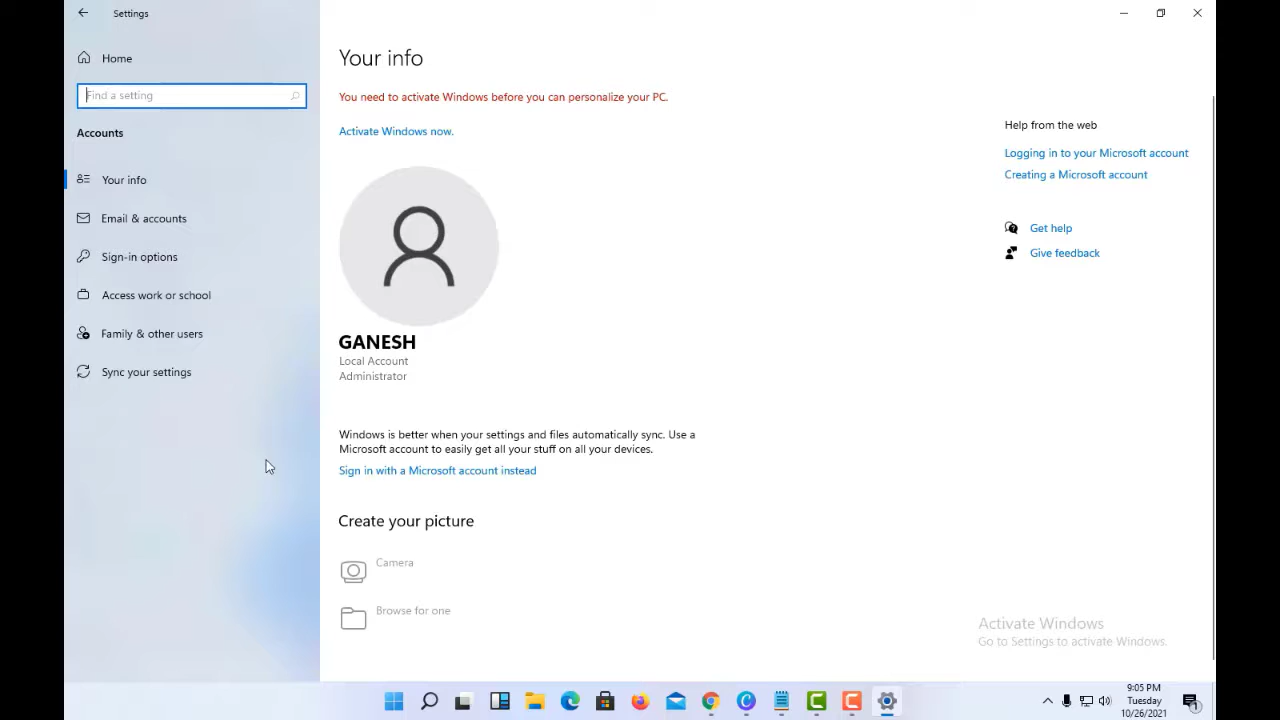 Settings
Home
Find a setting
Accounts
Your info
Email & accounts
Sign-in options
Access work or school
Family & other users
Sync your settings
Your info
You need to activate Windows before you can personalize your PC.
Activate Windows now.
GANESH
Local Account
Administrator
Windows is better when your settings and files automatically sync. Use a
Microsoft account to easily get all your stuff on all your devices.
Sign in with a Microsoft account instead
Create your picture
Camera
Browse for one
Help from the web
Logging in to your Microsoft account
Creating a Microsoft account
Get help
Give feedback
Activate Windows
Go to Settings to activate Windows.
9:05 PM
Tuesday
10/26/2021
1